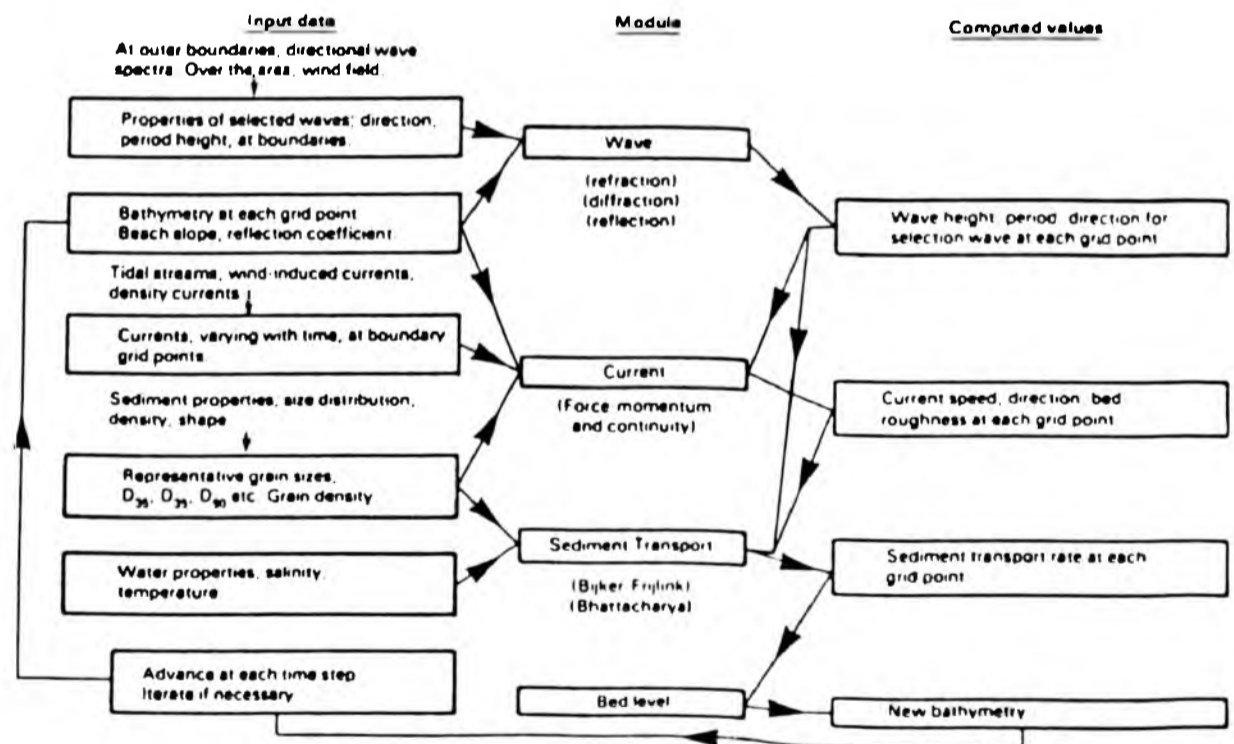 Input data
Module
Computed values
At outer boundaries, directional wave
spectra. Over the area, wind field.
Properties of selected waves; direction,
period height, at boundaries.
Wave
(refraction)
(diffraction)
(reflection)
Bathymetry at each grid point
Beach slope, reflection coefficient.
Wave height, period, direction for
selection wave at each grid point
Tidal streams, wind-induced currents,
density currents
Currents, varying with time, at boundary
grid points.
Current
(Force momentum
and continuity)
Current speed, direction, bed
roughness at each grid point
Sediment properties, size distribution,
density, shape
Representative grain sizes,
D35, D39, D90 etc. Grain density
Sediment Transport
(Bijker Frijlink)
(Bhattacharya)
Sediment transport rate at each
grid point
Water properties, salinity,
temperature
Advance at each time step
Iterate if necessary
Bed level
New bathymetry